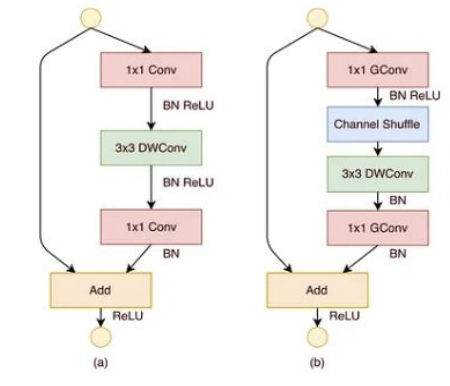 1x1 Conv
BN ReLU
3x3 DWConv
BN ReLU
1x1 Conv
BN
Add
ReLU
(a)
1x1 GConv
BN ReLU
Channel Shuffle
3x3 DWConv
BN
1x1 GConv
BN
Add
ReLU
(b)